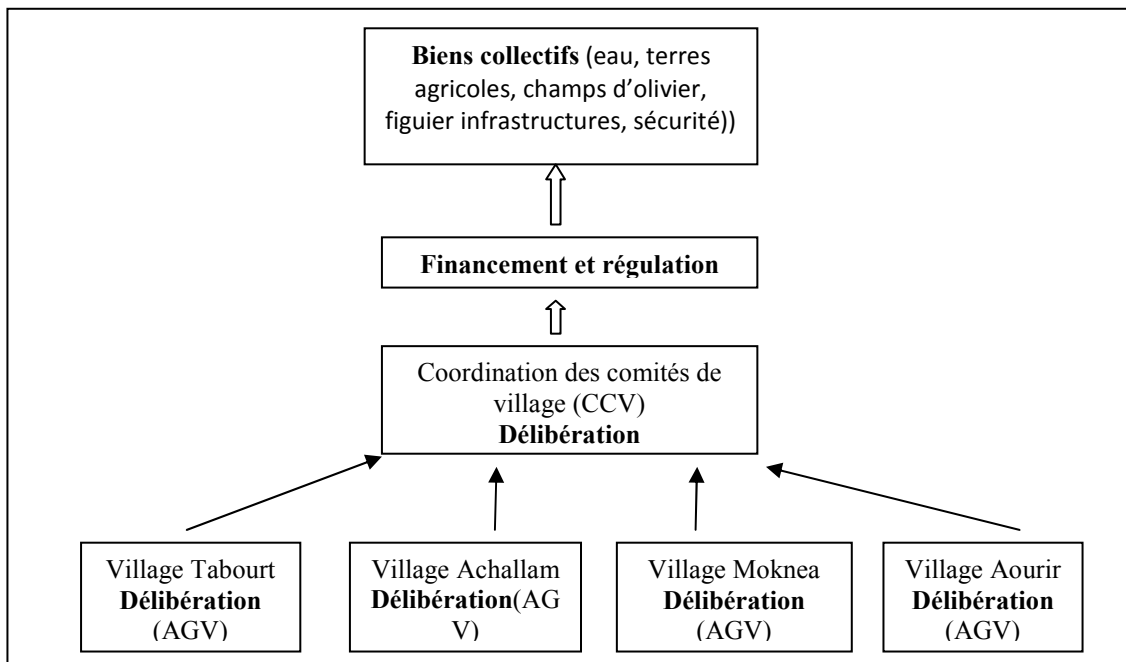 Biens collectifs (eau, terres
agricoles, champs d’olivier,
figuier infrastructures, sécurité))
Financement et régulation
Coordination des comités de
village (CCV)
Délibération
Village Tabourt
Délibération
(AGV)
Village Achallam
Délibération(AG
V)
Village Moknea
Délibération
(AGV)
Village Aourir
Délibération
(AGV)